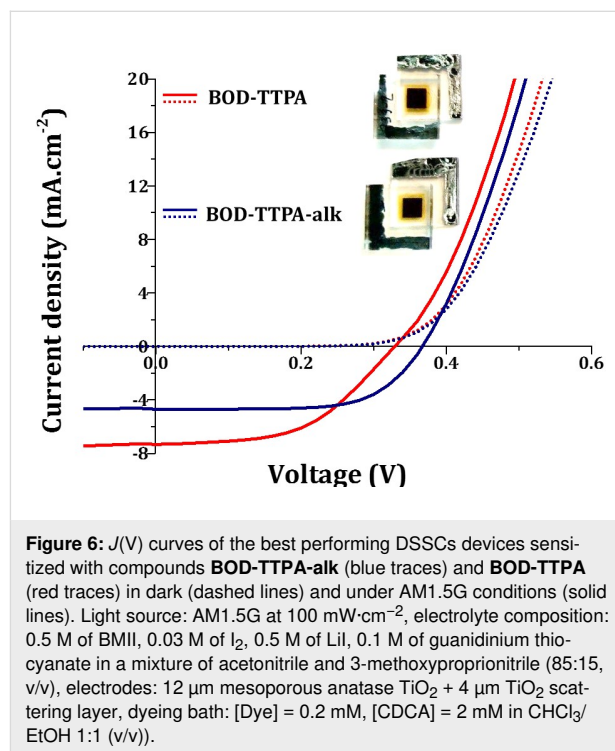 20
16
12
8
4
0
-4
-8
0.0
0.2
0.4
0.6
Current density (mA.cm-2)
BOD-TTPA
BOD-TTPA-alk
Voltage (V)
Figure 6: J(V) curves of the best performing DSSCs devices sensi-
tized with compounds BOD-TTPA-alk (blue traces) and BOD-TTPA
(red traces) in dark (dashed lines) and under AM1.5G conditions (solid
lines). Light source: AM1.5G at 100 mW·cm−2, electrolyte composition:
0.5 M of BMII, 0.03 M of I2, 0.5 M of LiI, 0.1 M of guanidinium thio-
cyanate in a mixture of acetonitrile and 3-methoxyproprionitrile (85:15,
v/v), electrodes: 12 µm mesoporous anatase TiO2 + 4 µm TiO2 scat-
tering layer, dyeing bath: [Dye] = 0.2 mM, [CDCA] = 2 mM in CHCl3/
EtOH 1:1 (v/v)).